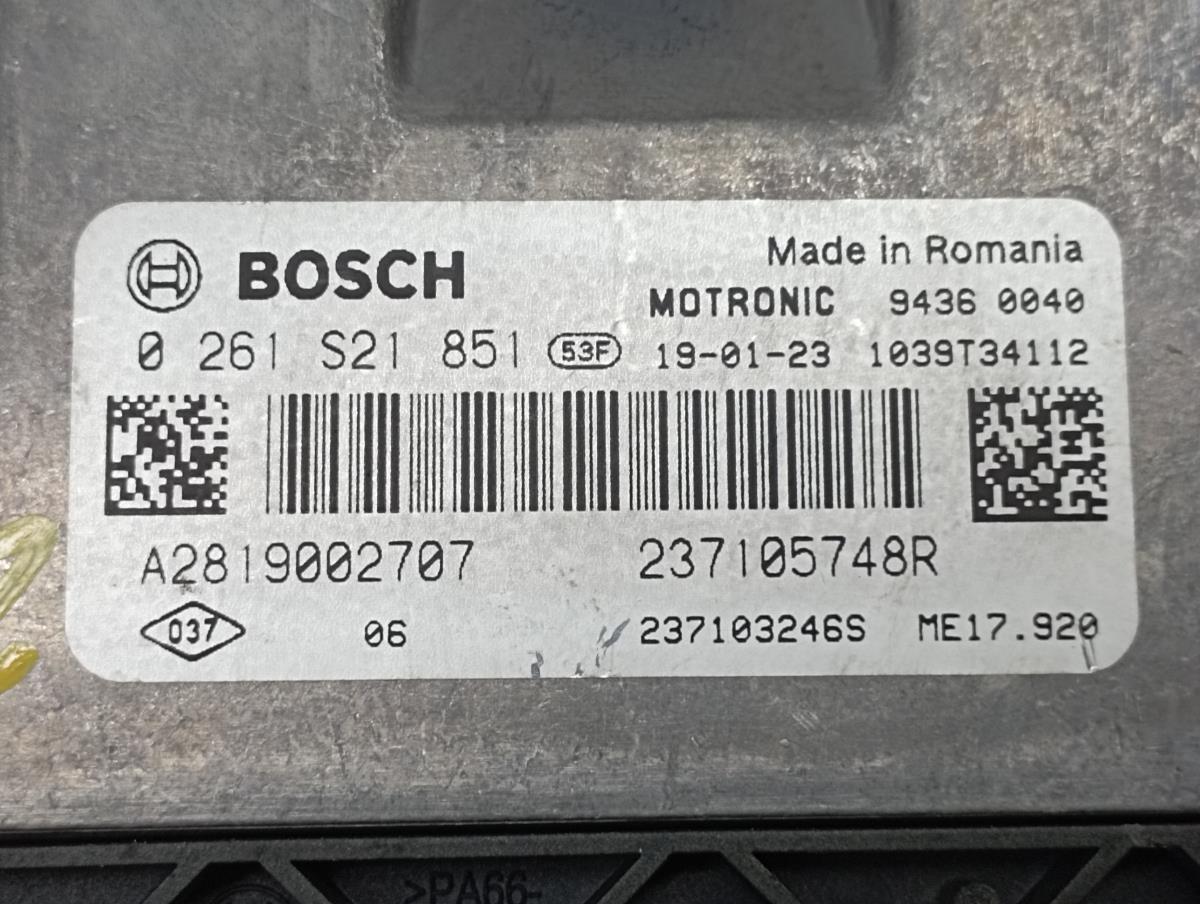 BOSCH
Made in Romania
MOTRONIC 9436 0040
0 261 S21 851 53F 19-01-23 1039T34112
A2819002707 237105748R
037 06 237103246S ME17.920
>PA66-